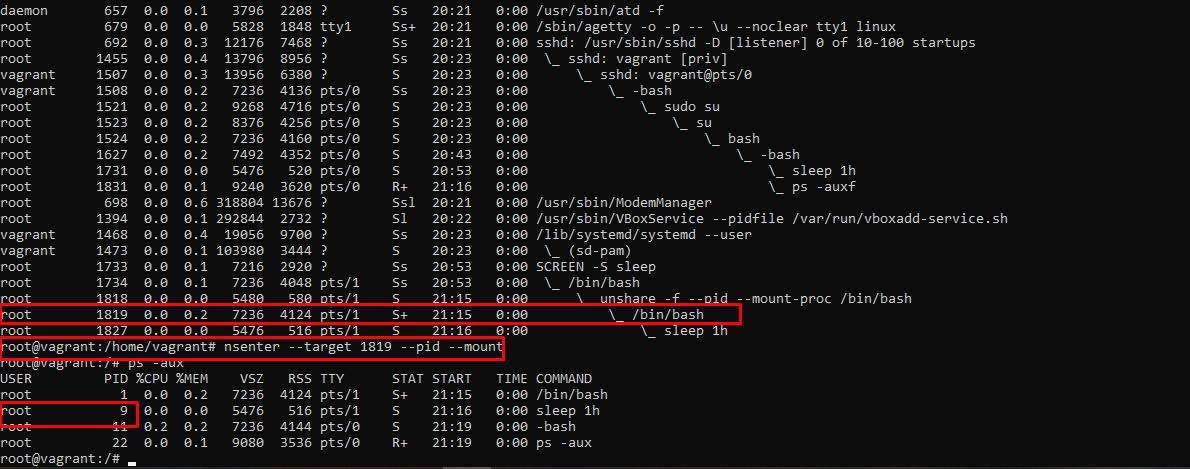 daemon 657 0.0 0.1 3796 2208 ? Ss 20:21 0:00 /usr/sbin/atd -f
root 679 0.0 0.0 5828 1848 tty1 Ss+ 20:21 0:00 /sbin/agetty -o -p -- \u --noclear tty1 linux
root 692 0.0 0.3 12176 7468 ? Ss 20:21 0:00 sshd: /usr/sbin/sshd -D [listener] 0 of 10-100 startups
root 1455 0.0 0.4 13796 8956 ? Ss 20:23 0:00 \_ sshd: vagrant [priv]
vagrant 1507 0.0 0.3 13956 6380 ? S 20:23 0:00 \_ sshd: vagrant@pts/0
vagrant 1508 0.0 0.2 7236 4136 pts/0 Ss 20:23 0:00 \_ -bash
root 1521 0.0 0.2 9268 4716 pts/0 S 20:23 0:00 \_ sudo su
root 1523 0.0 0.2 8376 4256 pts/0 S 20:23 0:00 \_ su
root 1524 0.0 0.2 7236 4160 pts/0 S 20:23 0:00 \_ bash
root 1627 0.0 0.2 7492 4352 pts/0 S 20:43 0:00 \_ -bash
root 1731 0.0 0.0 5476 520 pts/0 S 20:53 0:00 \_ sleep 1h
root 1831 0.0 0.1 9240 3620 pts/0 R+ 21:16 0:00 \_ ps -auxf
root 698 0.0 0.6 318804 13676 ? Ssl 20:21 0:00 /usr/sbin/ModemManager
root 1394 0.0 0.1 292844 2732 ? Sl 20:22 0:00 /usr/sbin/VBoxService --pidfile /var/run/vboxadd-service.sh
vagrant 1468 0.0 0.4 19056 9700 ? Ss 20:23 0:00 /lib/systemd/systemd --user
vagrant 1473 0.0 0.1 103980 3444 ? S 20:23 0:00 \_ (sd-pam)
root 1733 0.0 0.1 7216 2920 ? Ss 20:53 0:00 SCREEN -S sleep
root 1734 0.0 0.1 7236 4048 pts/1 Ss 20:53 0:00 \_ /bin/bash
root 1818 0.0 0.0 5480 580 pts/1 S 21:15 0:00 \_ unshare -f --pid --mount-proc /bin/bash
root 1819 0.0 0.2 7236 4124 pts/1 S+ 21:15 0:00 \_ /bin/bash
root 1827 0.0 0.0 5476 516 pts/1 S 21:16 0:00 \_ sleep 1h
root@vagrant:/home/vagrant# nsenter --target 1819 --pid --mount
root@vagrant:/# ps -aux
USER PID %CPU %MEM VSZ RSS TTY STAT START TIME COMMAND
root 1 0.0 0.2 7236 4124 pts/1 S+ 21:15 0:00 /bin/bash
root 9 0.0 0.0 5476 516 pts/1 S 21:16 0:00 sleep 1h
root 11 0.2 0.2 7236 4144 pts/0 S 21:19 0:00 -bash
root 22 0.0 0.1 9080 3536 pts/0 R+ 21:19 0:00 ps -aux
root@vagrant:/#